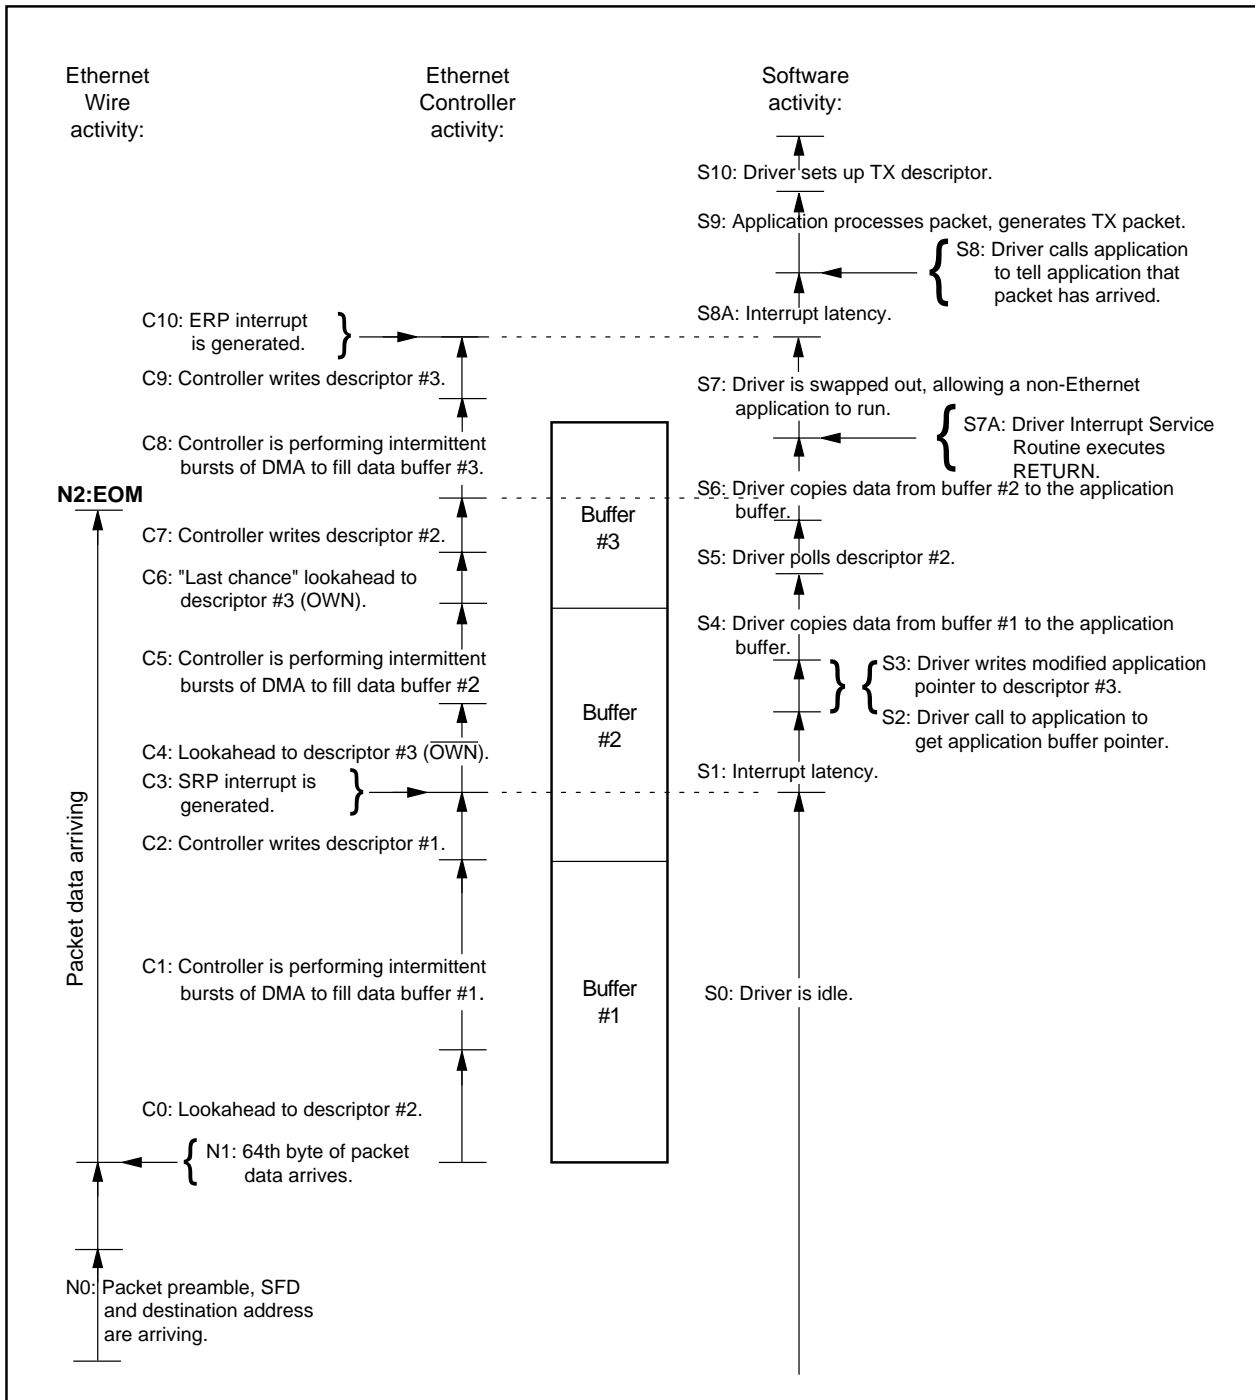 Ethernet
Wire
activity:
Ethernet
Controller
activity:
Software
activity:
S10: Driver sets up TX descriptor.
S9: Application processes packet, generates TX packet.
S8: Driver calls application
to tell application that
packet has arrived.
S8A: Interrupt latency.
C10: ERP interrupt
is generated.
C9: Controller writes descriptor #3.
S7: Driver is swapped out, allowing a non-Ethernet
application to run.
S7A: Driver Interrupt Service
Routine executes
RETURN.
C8: Controller is performing intermittent
bursts of DMA to fill data buffer #3.
N2:EOM
S6: Driver copies data from buffer #2 to the application
buffer.
Buffer
#3
C7: Controller writes descriptor #2.
S5: Driver polls descriptor #2.
C6: "Last chance" lookahead to
descriptor #3 (OWN).
S4: Driver copies data from buffer #1 to the application
buffer.
C5: Controller is performing intermittent
bursts of DMA to fill data buffer #2
S3: Driver writes modified application
pointer to descriptor #3.
S2: Driver call to application to
get application buffer pointer.
Buffer
#2
C4: Lookahead to descriptor #3 (OWN).
S1: Interrupt latency.
C3: SRP interrupt is
generated.
C2: Controller writes descriptor #1.
Packet data arriving
C1: Controller is performing intermittent
bursts of DMA to fill data buffer #1.
Buffer
#1
S0: Driver is idle.
C0: Lookahead to descriptor #2.
N1: 64th byte of packet
data arrives.
N0: Packet preamble, SFD
and destination address
are arriving.